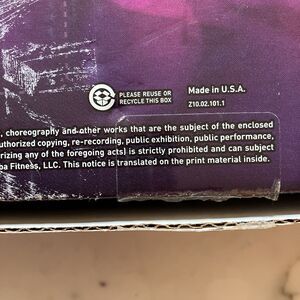 PLEASE REUSE OR
RECYCLE THIS BOX
Made in U.S.A.
Z10.02.101.1
, choreography and other works that are the subject of the enclosed
uthorized copying, re-recording, public exhibition, public performance,
rizing any of the foregoing acts) is strictly prohibited and can subject
ba Fitness, LLC. This notice is translated on the print material inside.